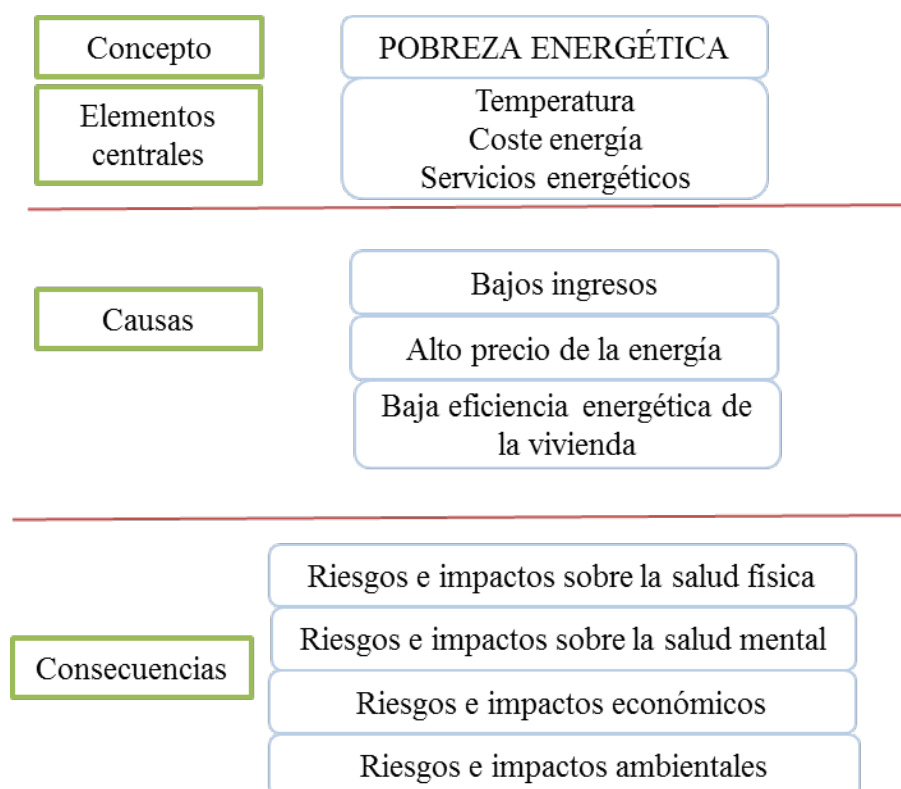 Concepto
POBREZA ENERGÉTICA
Elementos
centrales
Temperatura
Coste energía
Servicios energéticos
Causas
Bajos ingresos
Alto precio de la energía
Baja eficiencia energética de
la vivienda
Consecuencias
Riesgos e impactos sobre la salud física
Riesgos e impactos sobre la salud mental
Riesgos e impactos económicos
Riesgos e impactos ambientales